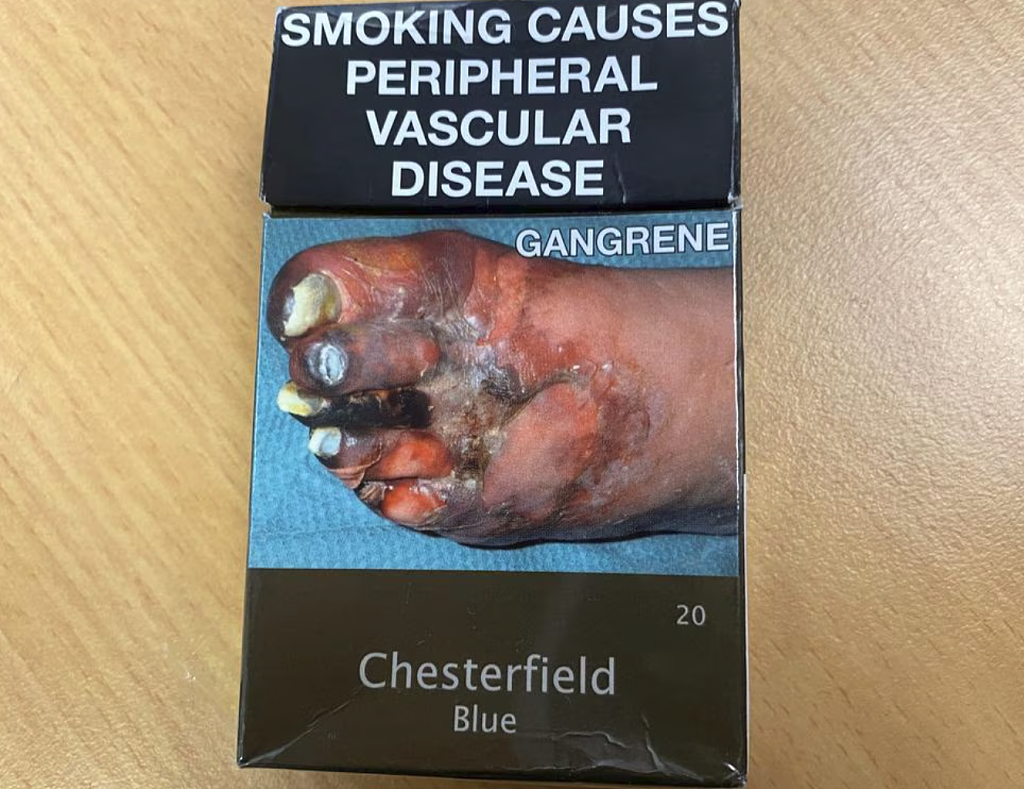 SMOKING CAUSES
PERIPHERAL
VASCULAR
DISEASE
GANGRENE
20
Chesterfield
Blue